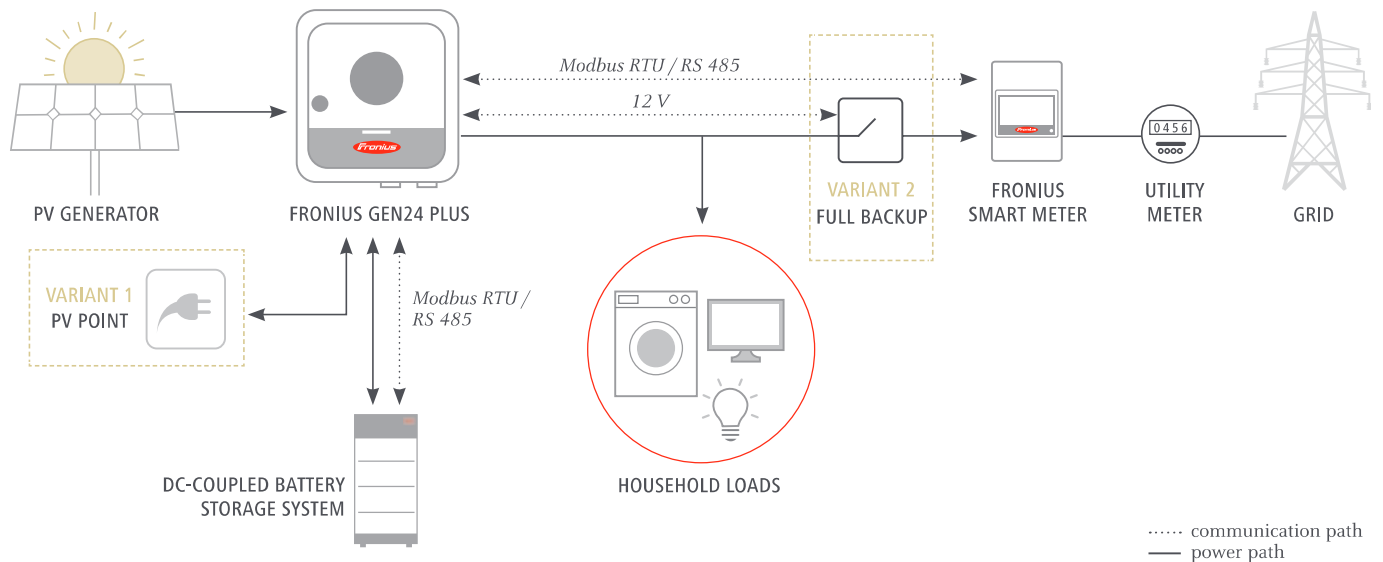 Modbus RTU / RS 485
12 V
Fronius
Fronius
0456
PV GENERATOR
FRONIUS GEN24 PLUS
VARIANT 2
FULL BACKUP
FRONIUS
SMART METER
UTILITY
METER
GRID
VARIANT 1
PV POINT
Modbus RTU /
RS 485
DC-COUPLED BATTERY
STORAGE SYSTEM
HOUSEHOLD LOADS
communication path
power path